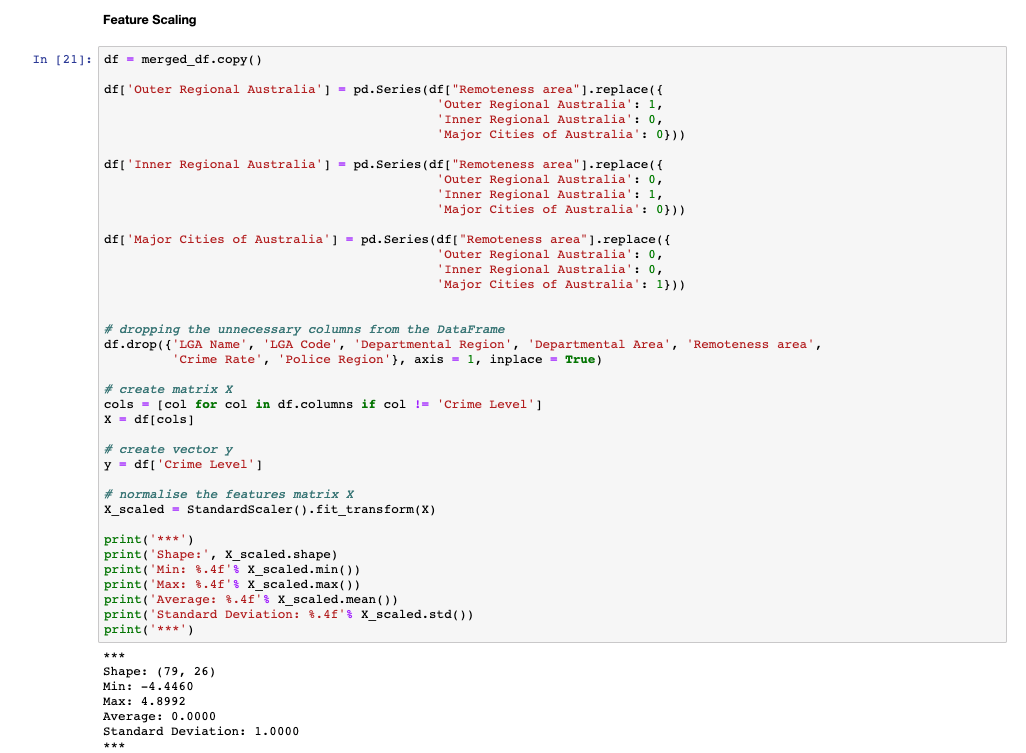 Feature Scaling
In [21]: df = merged_df.copy()
df['Outer Regional Australia'] = pd.Series(df["Remoteness area"].replace({
'Outer Regional Australia': 1,
'Inner Regional Australia': 0,
'Major Cities of Australia': 0}))
df['Inner Regional Australia'] = pd.Series(df["Remoteness area"].replace({
'Outer Regional Australia': 0,
'Inner Regional Australia': 1,
'Major Cities of Australia': 0}))
df['Major Cities of Australia'] = pd.Series(df["Remoteness area"].replace({
'Outer Regional Australia': 0,
'Inner Regional Australia': 0,
'Major Cities of Australia': 1}))
# dropping the unnecessary columns from the DataFrame
df.drop({'LGA Name', 'LGA Code', 'Departmental Region', 'Departmental Area', 'Remoteness area',
'Crime Rate', 'Police Region'}, axis = 1, inplace = True)
# create matrix X
cols = [col for col in df.columns if col != 'Crime Level']
X = df[cols]
# create vector y
y = df['Crime Level']
# normalise the features matrix X
X_scaled = StandardScaler().fit_transform(X)
print('***')
print('Shape:', X_scaled.shape)
print('Min: %.4f'% X_scaled.min())
print('Max: %.4f'% X_scaled.max())
print('Average: %.4f'% X_scaled.mean())
print('Standard Deviation: %.4f'% X_scaled.std())
print('***')
***
Shape: (79, 26)
Min: -4.4460
Max: 4.8992
Average: 0.0000
Standard Deviation: 1.0000
***